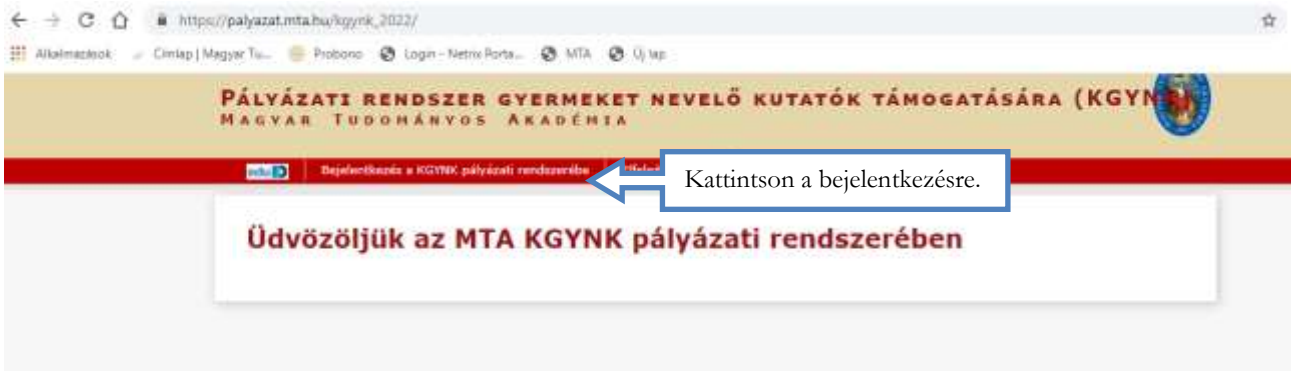 https://palyazat.mta.hu/kgynk_2022/
Alkalmazások Címlap | Magyar Tu... Probono Login – Netrix Porta... MTA Új lap
PÁLYÁZATI RENDSZER GYERMEKET NEVELŐ KUTATÓK TÁMOGATÁSÁRA (KGYN
MAGYAR TUDOMÁNYOS AKADÉMIA
Bejelentkezés a KGYNK pályázati rendszerébe
Kattintson a bejelentkezésre.
Üdvözöljük az MTA KGYNK pályázati rendszerében